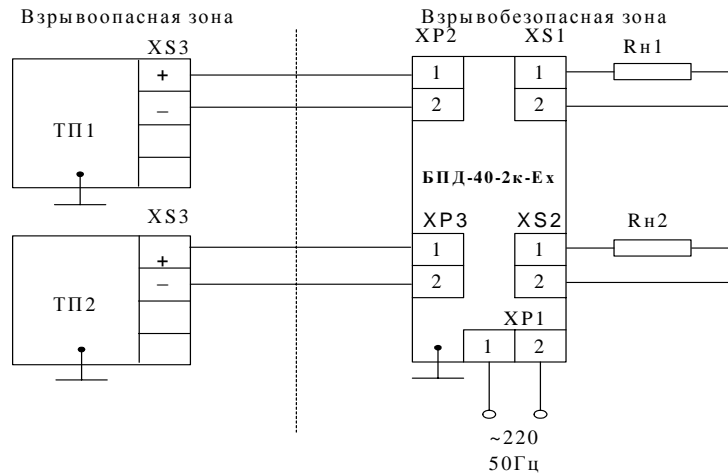 Взрывоопасная зона
Взрывобезопасная зона
XS3
XP2
XS1
Rн1
+
–
1
2
1
2
ТП1
БПД-40-2к-Ex
XS3
XP3
XS2
Rн2
+
–
1
2
1
2
ТП2
XP1
1
2
~220
50Гц